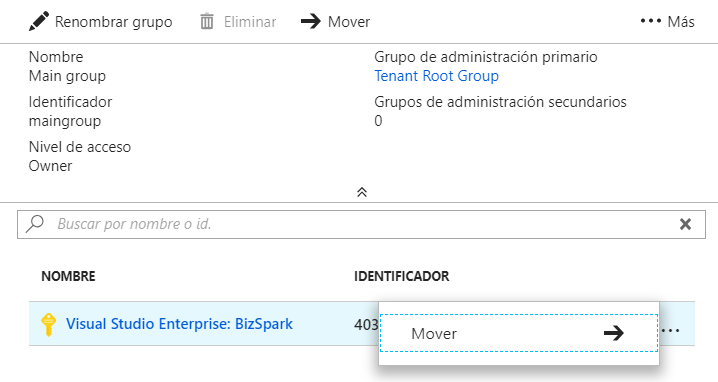 Renombrar grupo Eliminar Mover ••• Más
Nombre Grupo de administración primario
Main group Tenant Root Group
Identificador Grupos de administración secundarios
maingroup 0
Nivel de acceso
Owner
Buscar por nombre o id.
NOMBRE IDENTIFICADOR
Visual Studio Enterprise: BizSpark 403 ...
Mover